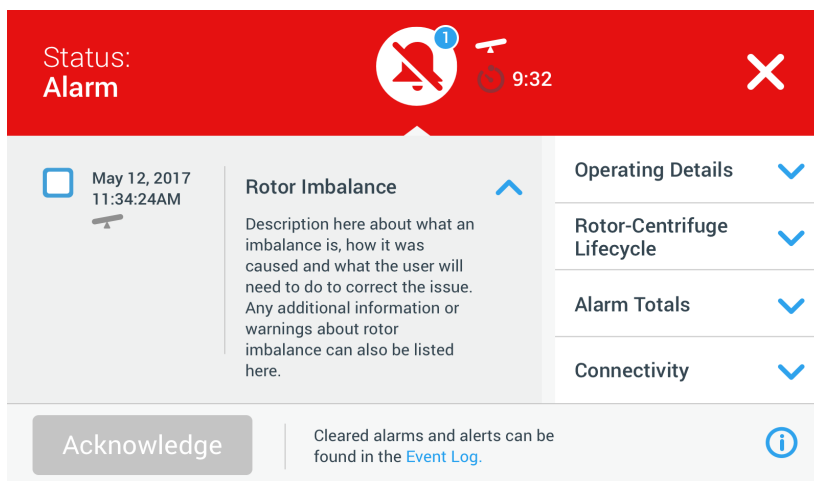 Status:
Alarm
1
9:32
May 12, 2017
11:34:24AM
Rotor Imbalance
Description here about what an
imbalance is, how it was
caused and what the user will
need to do to correct the issue.
Any additional information or
warnings about rotor
imbalance can also be listed
here.
Operating Details
Rotor-Centrifuge
Lifecycle
Alarm Totals
Connectivity
Acknowledge
Cleared alarms and alerts can be
found in the Event Log.